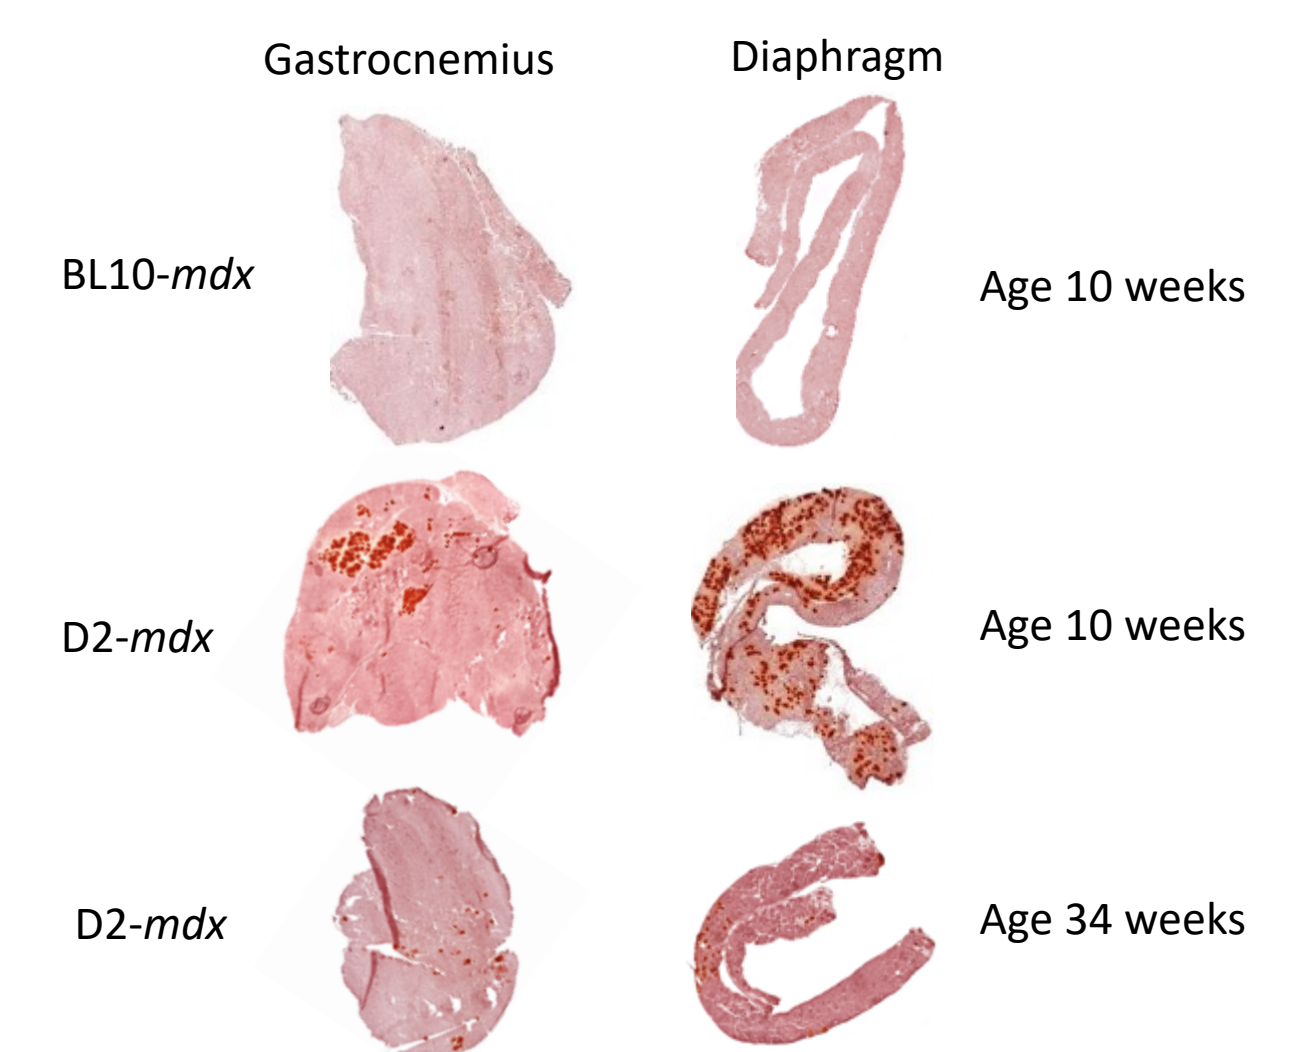 Gastrocnemius
Diaphragm
BL10-mdx
Age 10 weeks
D2-mdx
Age 10 weeks
D2-mdx
Age 34 weeks